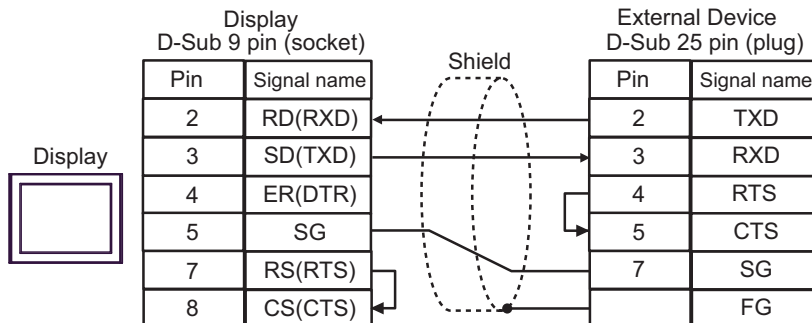 Display
D-Sub 9 pin (socket)
External Device
D-Sub 25 pin (plug)
Shield
Pin Signal name
Pin Signal name
2 RD(RXD)
2 TXD
3 SD(TXD)
3 RXD
Display
4 ER(DTR)
4 RTS
5 SG
5 CTS
7 RS(RTS)
7 SG
8 CS(CTS)
FG